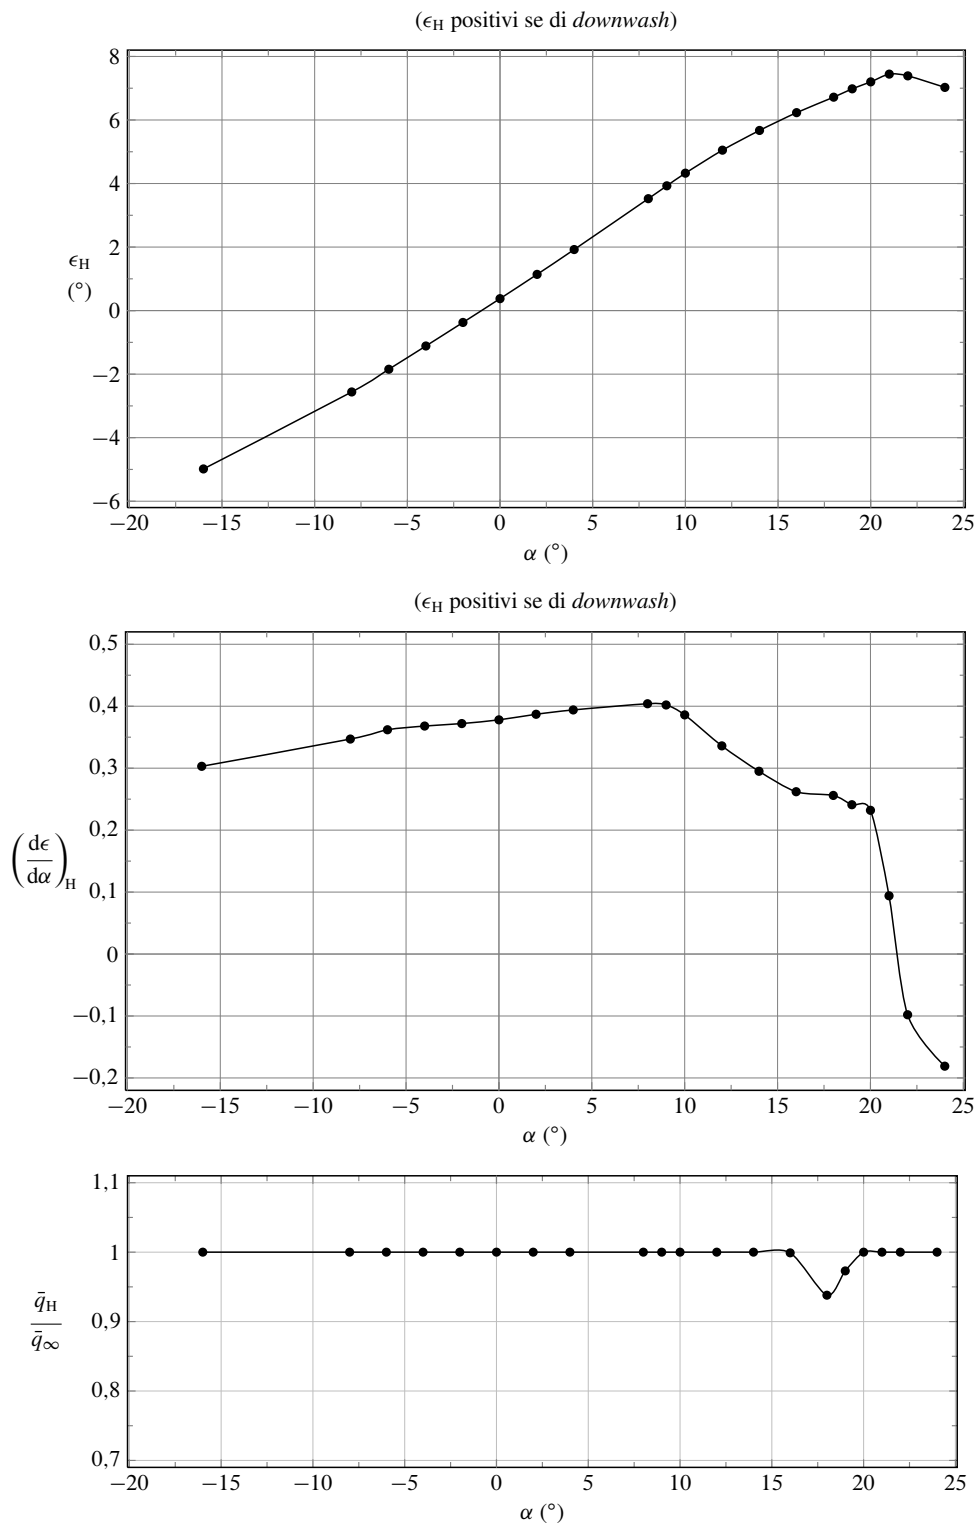 (ϵH positivi se di downwash)
8
6
4
2
0
−2
−4
−6
ϵH
(°)
−20 −15 −10 −5 0 5 10 15 20 25
α (°)
(ϵH positivi se di downwash)
0,5
0,4
0,3
0,2
0,1
0
−0,1
−0,2
(dϵ/dα)H
−20 −15 −10 −5 0 5 10 15 20 25
α (°)
1,1
1
0,9
0,8
0,7
q̄H
q̄∞
−20 −15 −10 −5 0 5 10 15 20 25
α (°)